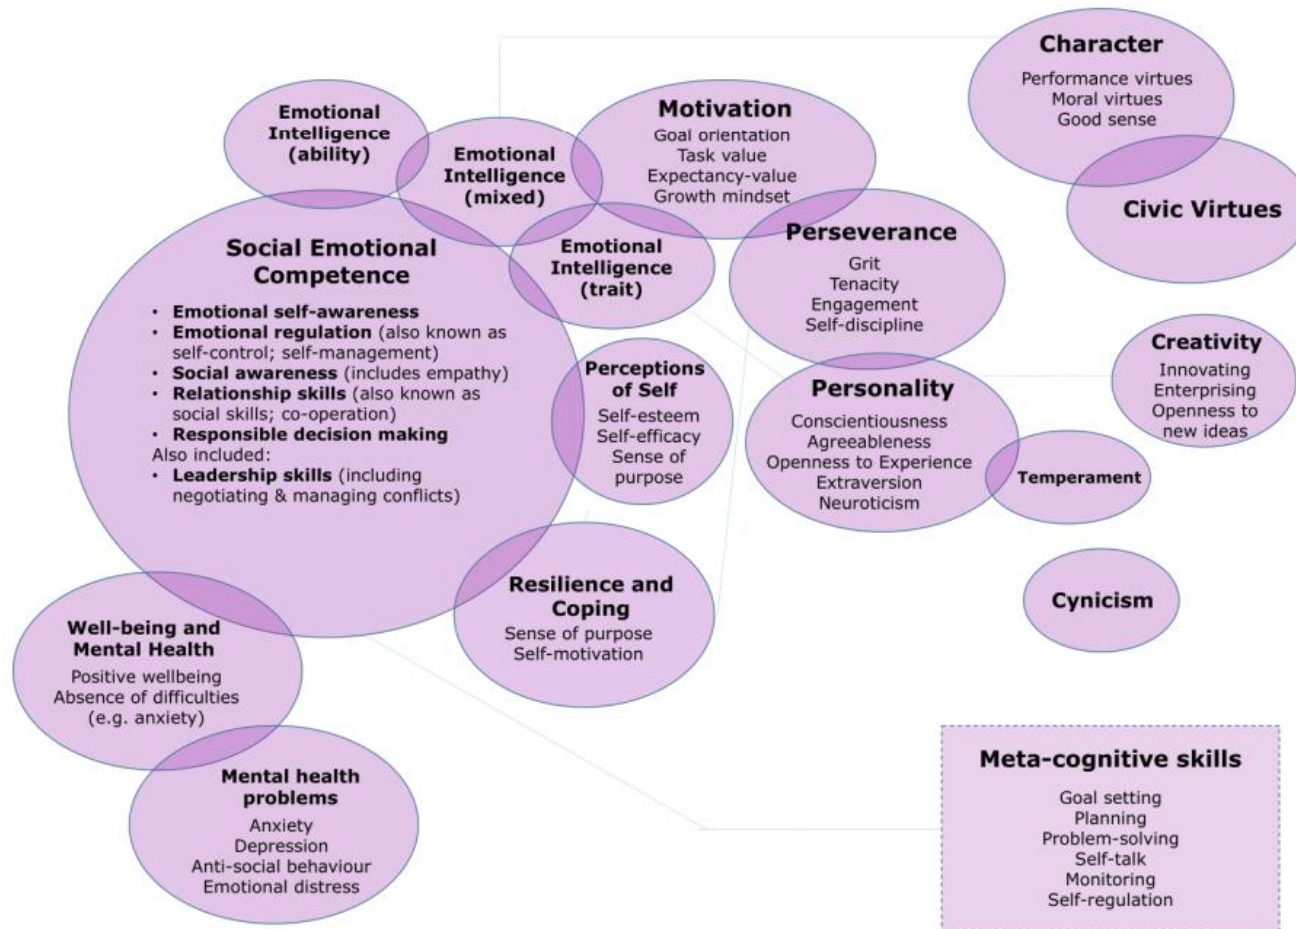 Character
Performance virtues
Moral virtues
Good sense
Civic Virtues
Emotional
Intelligence
(ability)
Emotional
Intelligence
(mixed)
Motivation
Goal orientation
Task value
Expectancy-value
Growth mindset
Emotional
Intelligence
(trait)
Perseverance
Grit
Tenacity
Engagement
Self-discipline
Social Emotional
Competence
• Emotional self-awareness
• Emotional regulation (also known as
self-control; self-management)
• Social awareness (includes empathy)
• Relationship skills (also known as
social skills; co-operation)
• Responsible decision making
Also included:
• Leadership skills (including
negotiating & managing conflicts)
Perceptions
of Self
Self-esteem
Self-efficacy
Sense of
purpose
Personality
Conscientiousness
Agreeableness
Openness to Experience
Extraversion
Neuroticism
Creativity
Innovating
Enterprising
Openness to
new ideas
Temperament
Cynicism
Resilience and
Coping
Sense of purpose
Self-motivation
Well-being and
Mental Health
Positive wellbeing
Absence of difficulties
(e.g. anxiety)
Mental health
problems
Anxiety
Depression
Anti-social behaviour
Emotional distress
Meta-cognitive skills
Goal setting
Planning
Problem-solving
Self-talk
Monitoring
Self-regulation